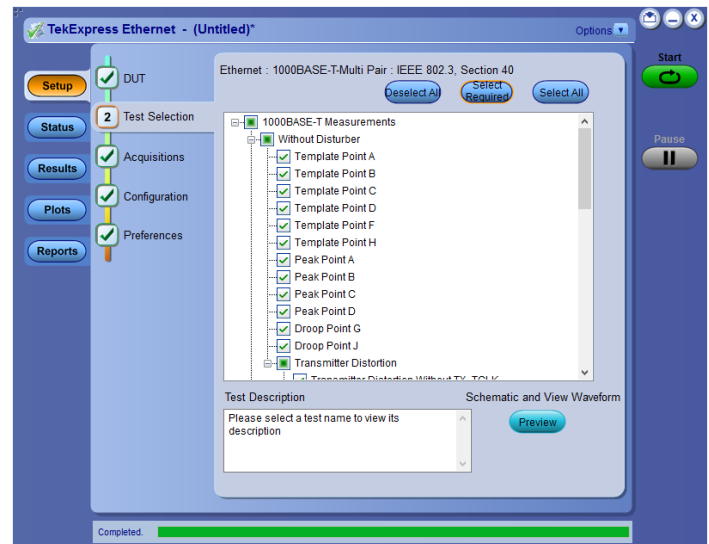 TekExpress Ethernet - (Untitled)*
Options
Start
Pause
Setup
Status
Results
Plots
Reports
DUT
2 Test Selection
Acquisitions
Configuration
Preferences
Ethernet : 1000BASE-T-Multi Pair : IEEE 802.3, Section 40
Deselect All
Select Required
Select All
1000BASE-T Measurements
Without Disturber
Template Point A
Template Point B
Template Point C
Template Point D
Template Point F
Template Point H
Peak Point A
Peak Point B
Peak Point C
Peak Point D
Droop Point G
Droop Point J
Transmitter Distortion
Transmitter Distortion Without TX_TCLK
Test Description
Schematic and View Waveform
Please select a test name to view its
description
Preview
Completed.